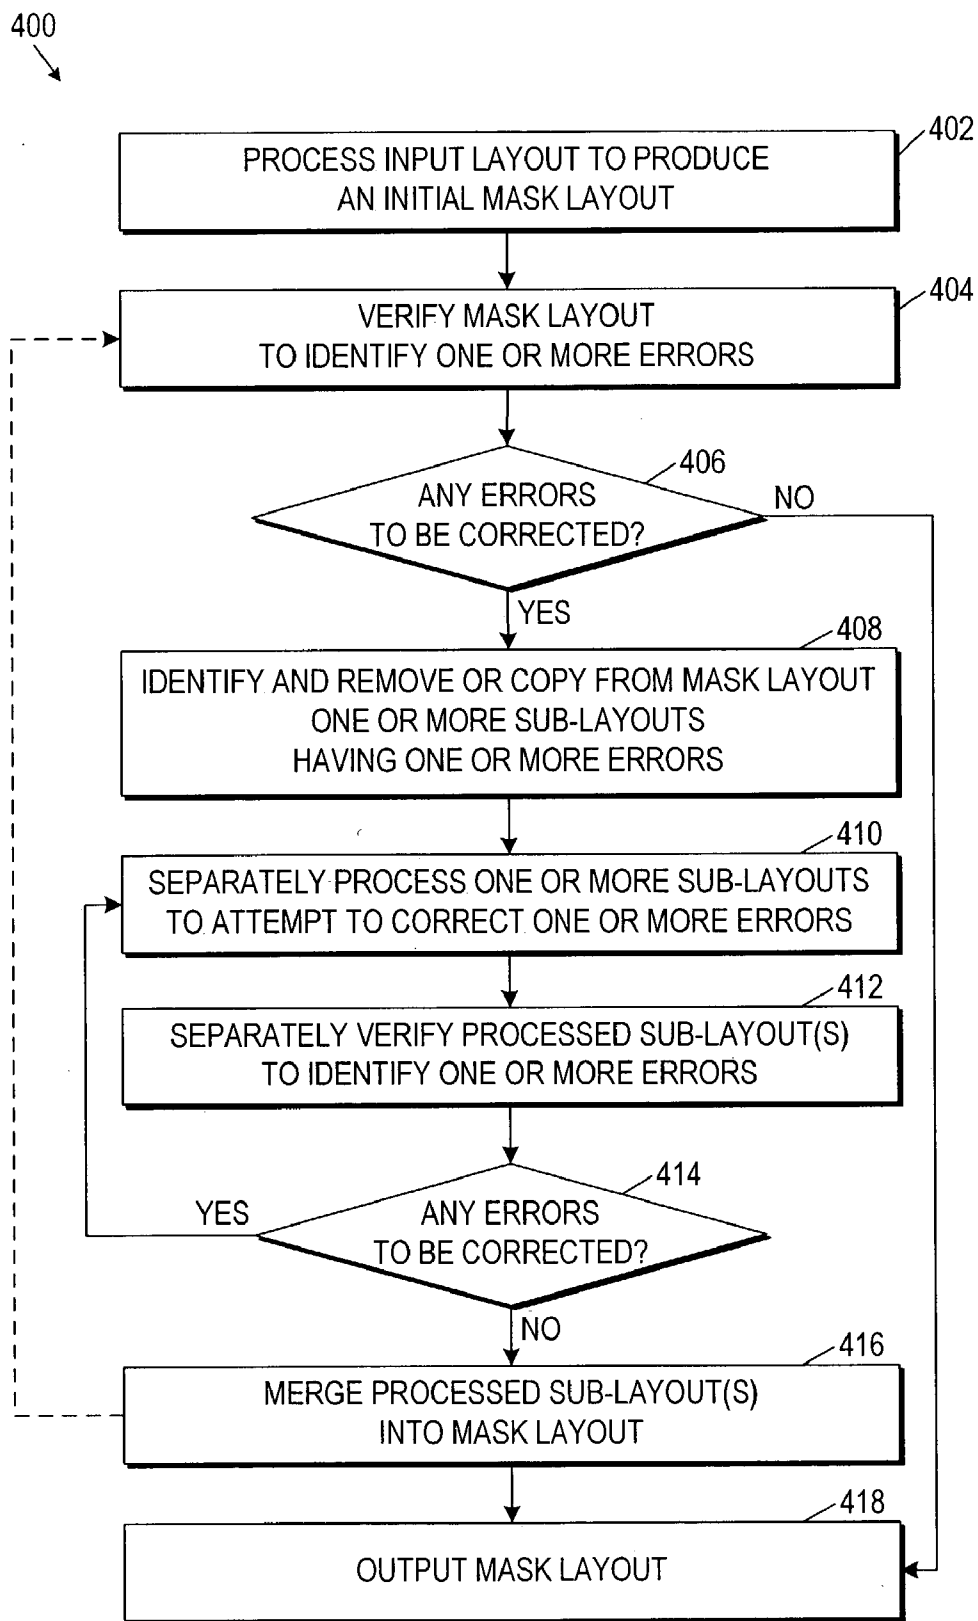 400
402
PROCESS INPUT LAYOUT TO PRODUCE
AN INITIAL MASK LAYOUT
404
VERIFY MASK LAYOUT
TO IDENTIFY ONE OR MORE ERRORS
406
ANY ERRORS
TO BE CORRECTED?
NO
YES
408
IDENTIFY AND REMOVE OR COPY FROM MASK LAYOUT
ONE OR MORE SUB-LAYOUTS
HAVING ONE OR MORE ERRORS
410
SEPARATELY PROCESS ONE OR MORE SUB-LAYOUTS
TO ATTEMPT TO CORRECT ONE OR MORE ERRORS
412
SEPARATELY VERIFY PROCESSED SUB-LAYOUT(S)
TO IDENTIFY ONE OR MORE ERRORS
414
YES
ANY ERRORS
TO BE CORRECTED?
NO
416
MERGE PROCESSED SUB-LAYOUT(S)
INTO MASK LAYOUT
418
OUTPUT MASK LAYOUT